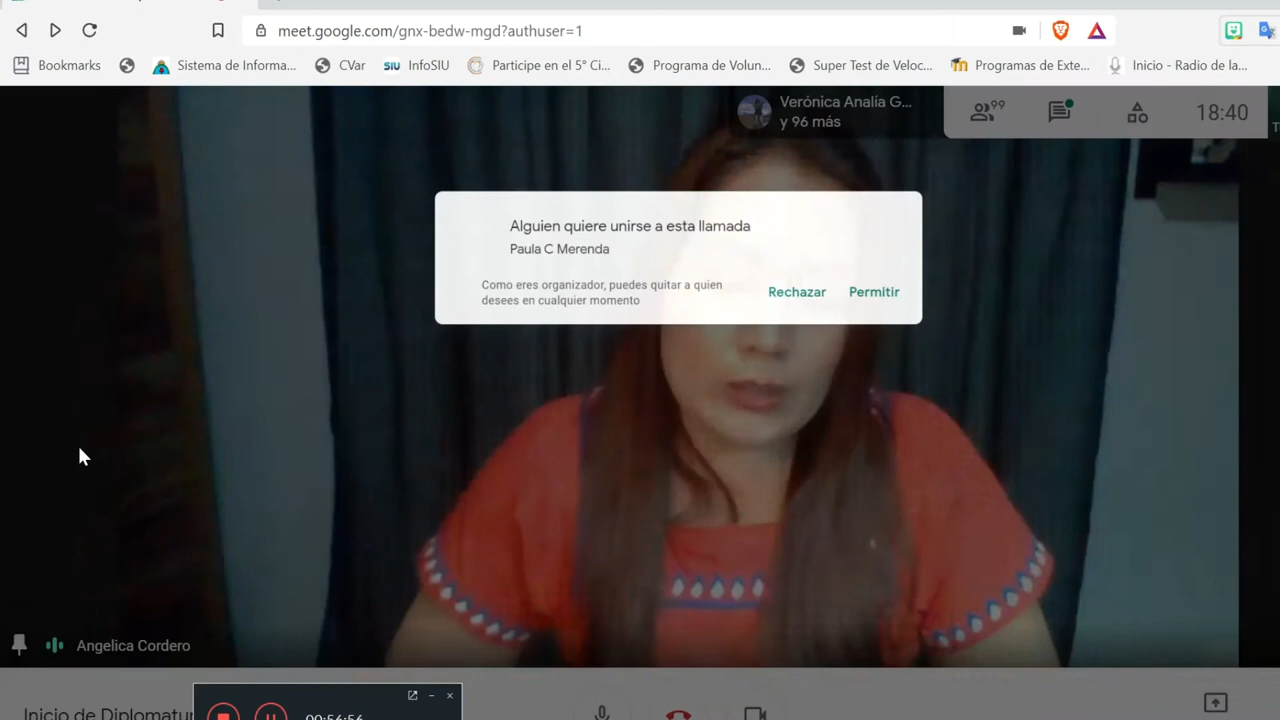 meet.google.com/gnx-bedw-mgd?authuser=1
Bookmarks Sistema de Informa... CVar SIU InfoSIU Participe en el 5° Ci... Programa de Volun... Super Test de Veloc... Programas de Exte... Inicio - Radio de la...
Verónica Analía G...
y 96 más
99
18:40
Alguien quiere unirse a esta llamada
Paula C Merenda
Como eres organizador, puedes quitar a quien
desees en cualquier momento
Rechazar Permitir
Angelica Cordero
Inicio de Diplomatur
00:56:56